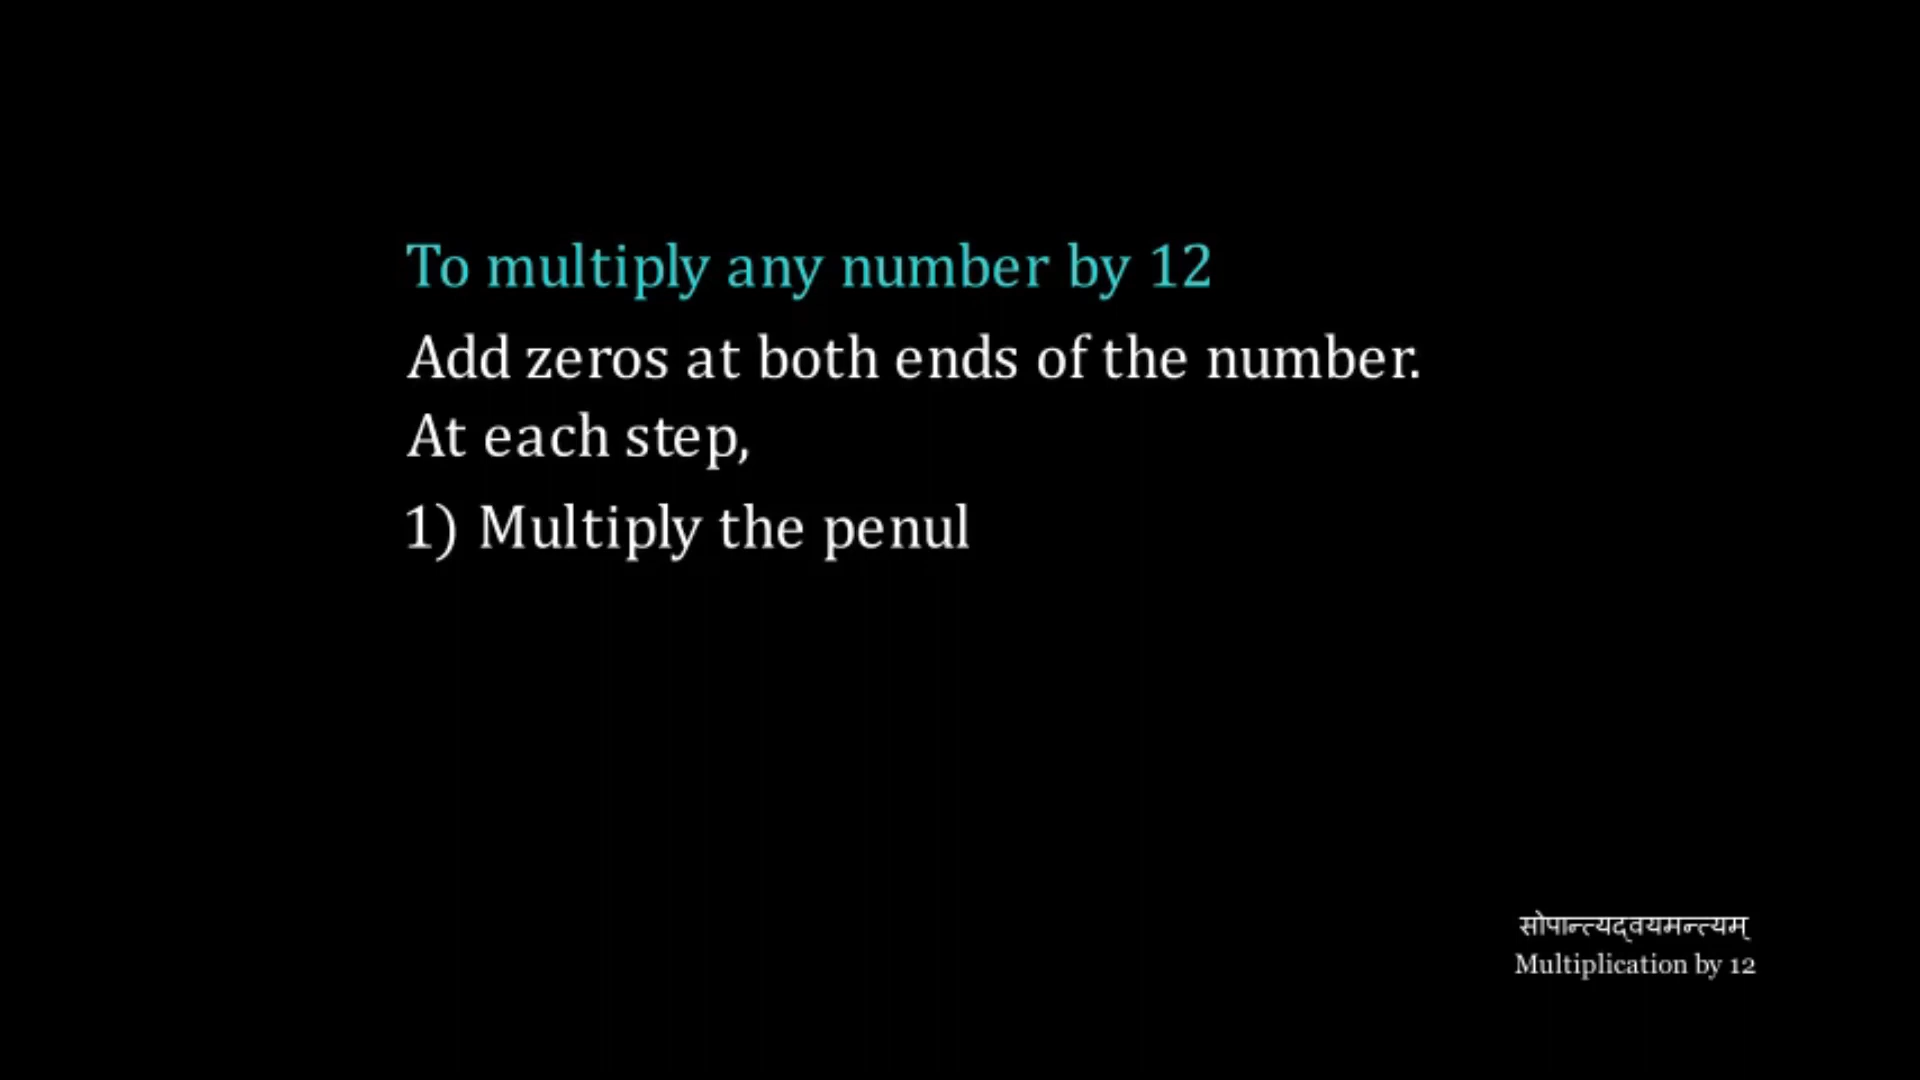 To multiply any number by 12
Add zeros at both ends of the number.
At each step,
1) Multiply the penul
सोपान्त्यद्वयमन्त्यम्
Multiplication by 12